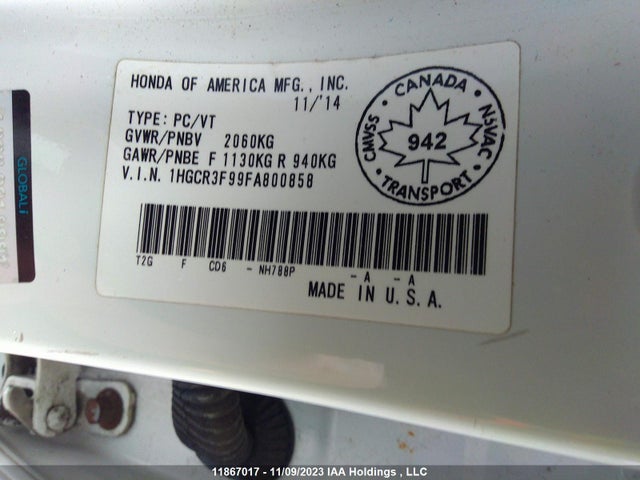 HONDA OF AMERICA MFG., INC.
11/'14
TYPE: PC/VT
GVWR/PNBV 2060KG
GAWR/PNBE F 1130KG R 940KG
V.I.N. 1HGCR3F99FA800858
CANADA
CMVSS
942
NSVAC
TRANSPORT
T2G F CD6 - NH788P -A -A
MADE IN U.S.A.
GLOBALi
11867017 - 11/09/2023 IAA Holdings , LLC